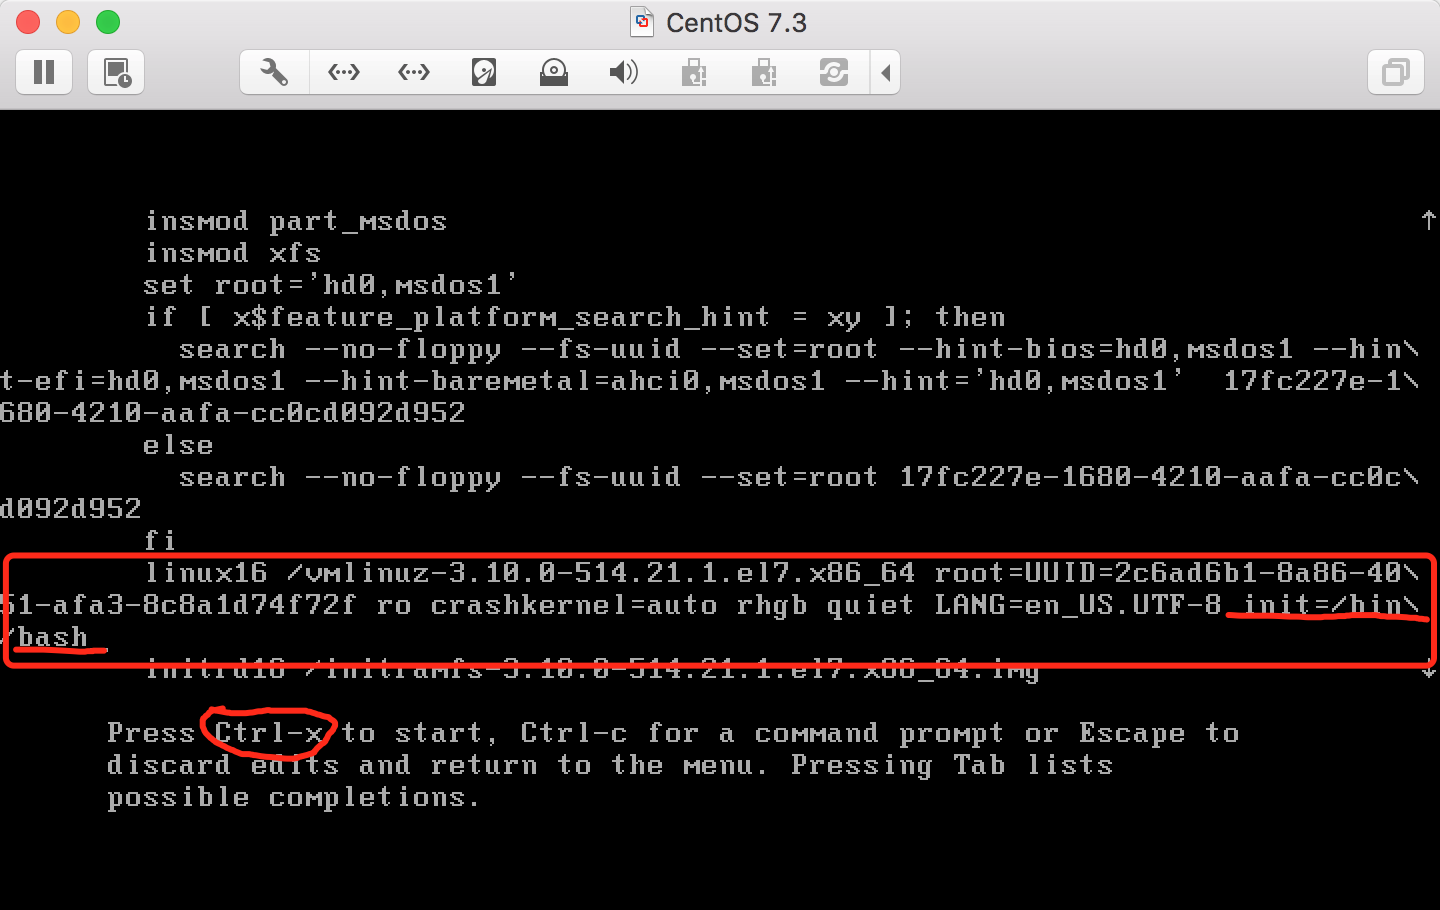 CentOS 7.3
insmod part_msdos
insmod xfs
set root='hd0,msdos1'
if [ x$feature_platform_search_hint = xy ]; then
search --no-floppy --fs-uuid --set=root --hint-bios=hd0,msdos1 --hin\
t-efi=hd0,msdos1 --hint-baremetal=ahci0,msdos1 --hint='hd0,msdos1'  17fc227e-1\
680-4210-aafa-cc0cd092d952
else
search --no-floppy --fs-uuid --set=root 17fc227e-1680-4210-aafa-cc0c\
d092d952
fi
linux16 /vmlinuz-3.10.0-514.21.1.el7.x86_64 root=UUID=2c6ad6b1-8a86-40\
51-afa3-8c8a1d74f72f ro crashkernel=auto rhgb quiet LANG=en_US.UTF-8 init=/bin\
/bash
initrd16 /initramfs-3.10.0-514.21.1.el7.x86_64.img
Press Ctrl-x to start, Ctrl-c for a command prompt or Escape to
discard edits and return to the menu. Pressing Tab lists
possible completions.